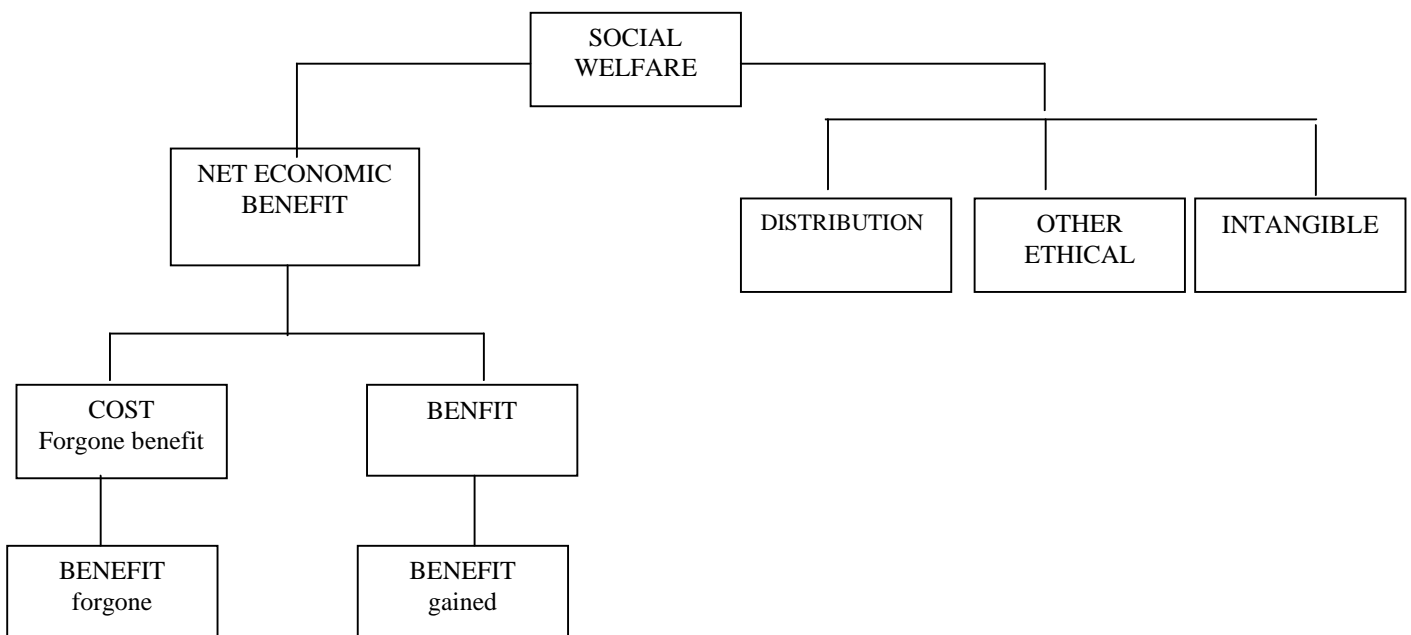 SOCIAL
WELFARE
NET ECONOMIC
BENEFIT
DISTRIBUTION
OTHER
ETHICAL
INTANGIBLE
COST
Forgone benefit
BENFIT
BENEFIT
forgone
BENEFIT
gained